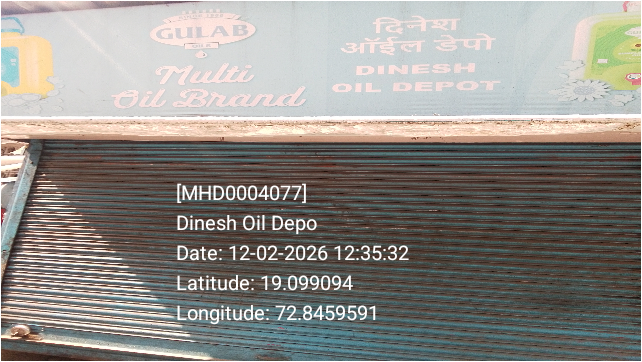 GULAB
Multi
Oil Brand
दिनेश
ऑईल डेपो
DINESH
OIL DEPOT
[MHD0004077]
Dinesh Oil Depo
Date: 12-02-2026 12:35:32
Latitude: 19.099094
Longitude: 72.8459591